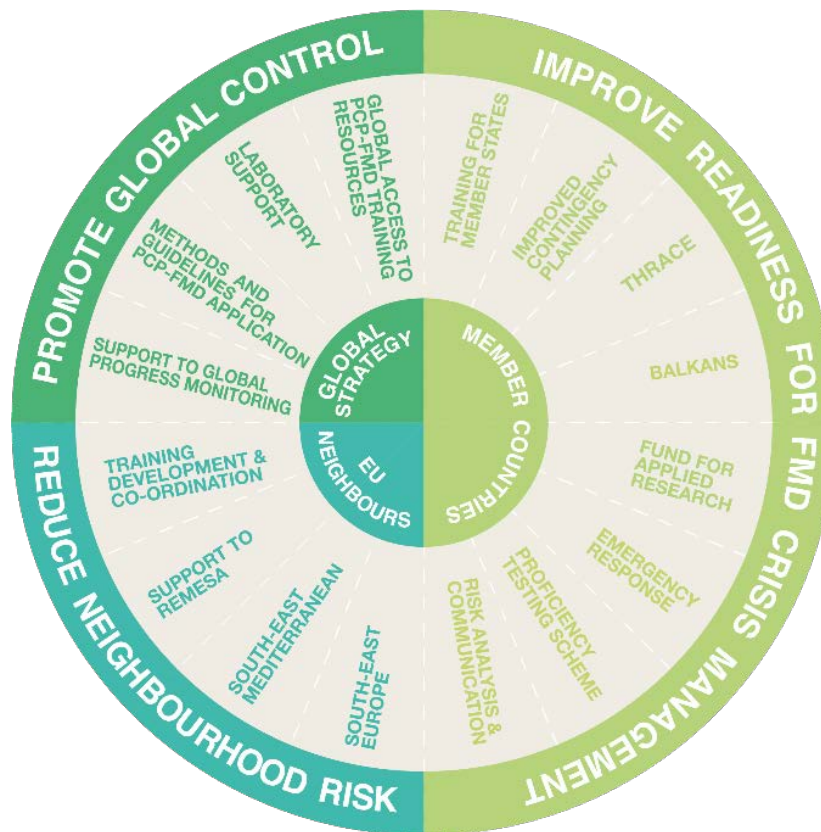 PROMOTE GLOBAL CONTROL
IMPROVE READINESS FOR FMD CRISIS MANAGEMENT
REDUCE NEIGHBOURHOOD RISK
GLOBAL
STRATEGY
MEMBER COUNTRIES
EU
NEIGHBOURS
GLOBAL ACCESS TO
PCP-FMD TRAINING
RESOURCES
LABORATORY
SUPPORT
METHODS AND
GUIDELINES FOR
PCP-FMD APPLICATION
SUPPORT TO GLOBAL
PROGRESS MONITORING
TRAINING FOR
MEMBER STATES
IMPROVED
CONTINGENCY
PLANNING
THRACE
BALKANS
FUND FOR
APPLIED
RESEARCH
EMERGENCY
RESPONSE
PROFICIENCY
TESTING SCHEME
RISK ANALYSIS &
COMMUNICATION
TRAINING
DEVELOPMENT &
CO-ORDINATION
SUPPORT TO
REMESA
SOUTH-EAST
MEDITERRANEAN
SOUTH-EAST
EUROPE